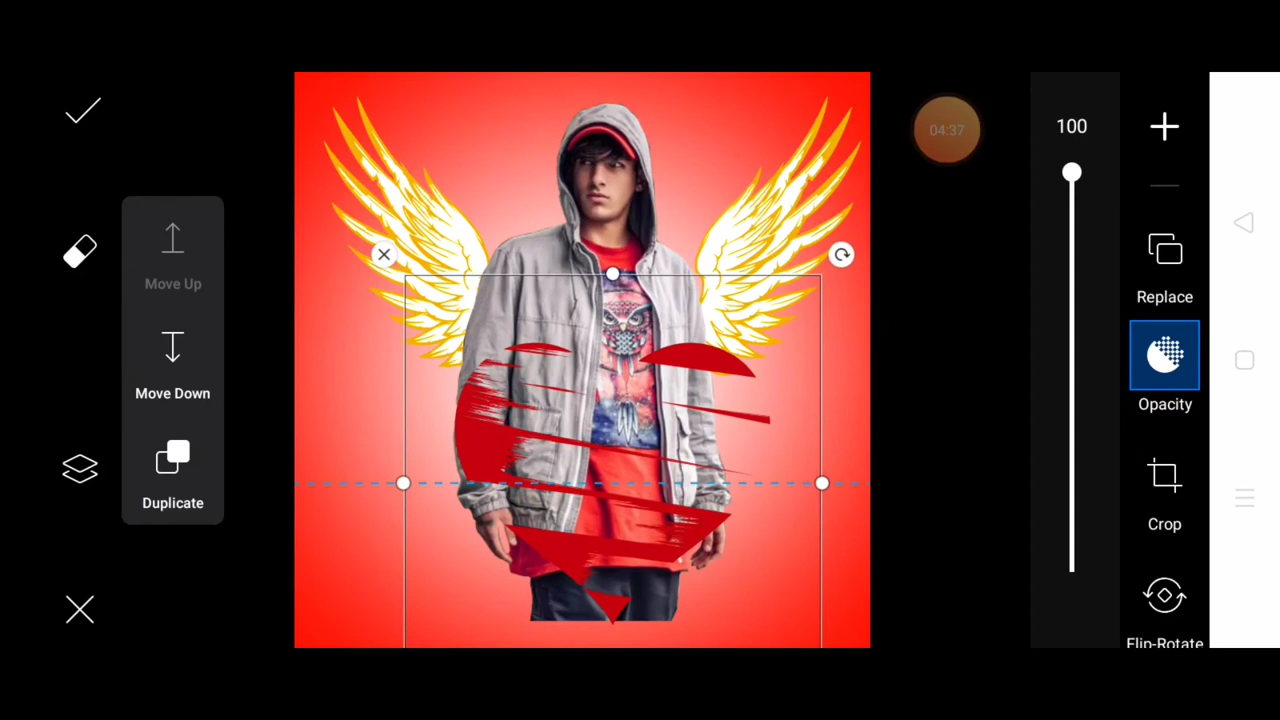 04:37
100
Move Up
Replace
Move Down
Opacity
Duplicate
Crop
Flip-Rotate